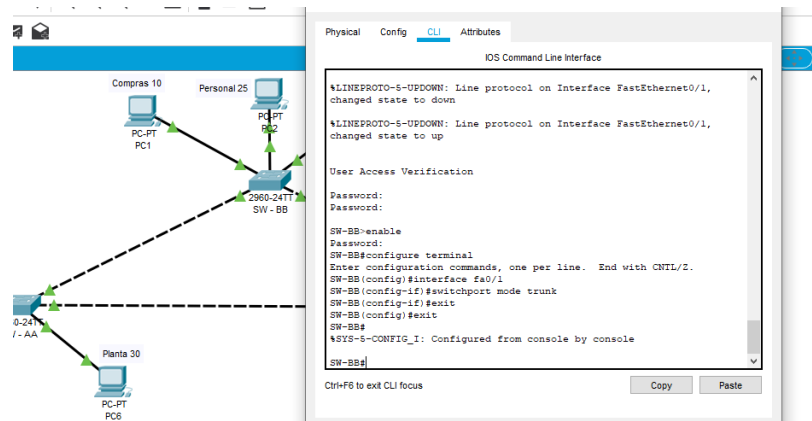 Physical Config CLI Attributes
IOS Command Line Interface
%LINEPROTO-5-UPDOWN: Line protocol on Interface FastEthernet0/1,
changed state to down
%LINEPROTO-5-UPDOWN: Line protocol on Interface FastEthernet0/1,
changed state to up
User Access Verification
Password:
Password:
SW-BB>enable
Password:
SW-BB#configure terminal
Enter configuration commands, one per line. End with CNTL/Z.
SW-BB(config)#interface fa0/1
SW-BB(config-if)#switchport mode trunk
SW-BB(config-if)#exit
SW-BB(config)#exit
SW-BB#
%SYS-5-CONFIG_I: Configured from console by console
SW-BB#
Ctrl+F6 to exit CLI focus
Copy
Paste
Compras 10
Personal 25
PC-PT
PC1
PC-PT
PC2
2960-24TT
SW - BB
0-24TT
- AA
Planta 30
PC-PT
PC6